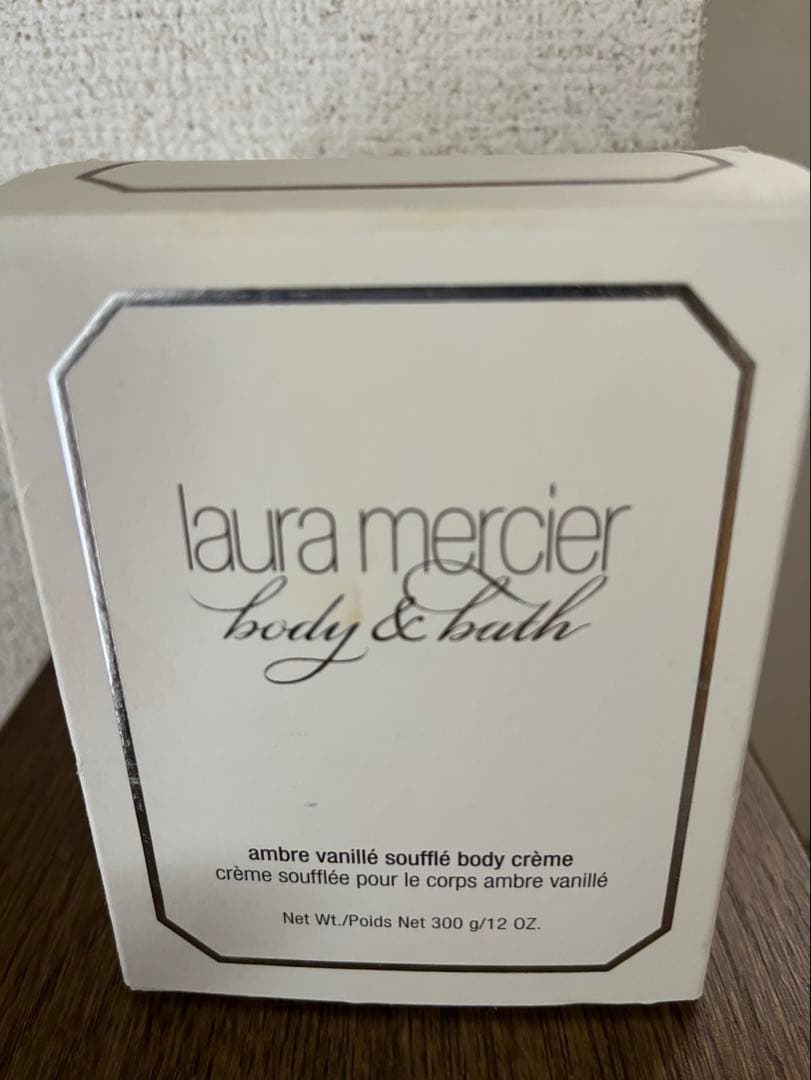 laura mercier
body & bath
ambre vanillé soufflé body crème
crème soufflée pour le corps ambre vanillé
Net Wt./Poids Net 300 g/12 OZ.